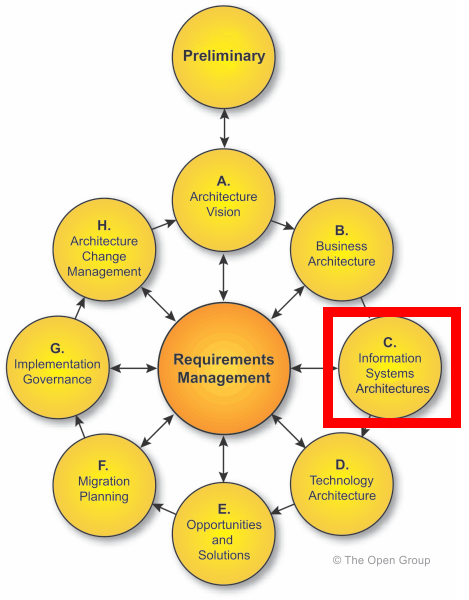 Preliminary
A.
Architecture
Vision
B.
Business
Architecture
C.
Information
Systems
Architectures
D.
Technology
Architecture
E.
Opportunities
and
Solutions
F.
Migration
Planning
G.
Implementation
Governance
H.
Architecture
Change
Management
Requirements
Management
© The Open Group